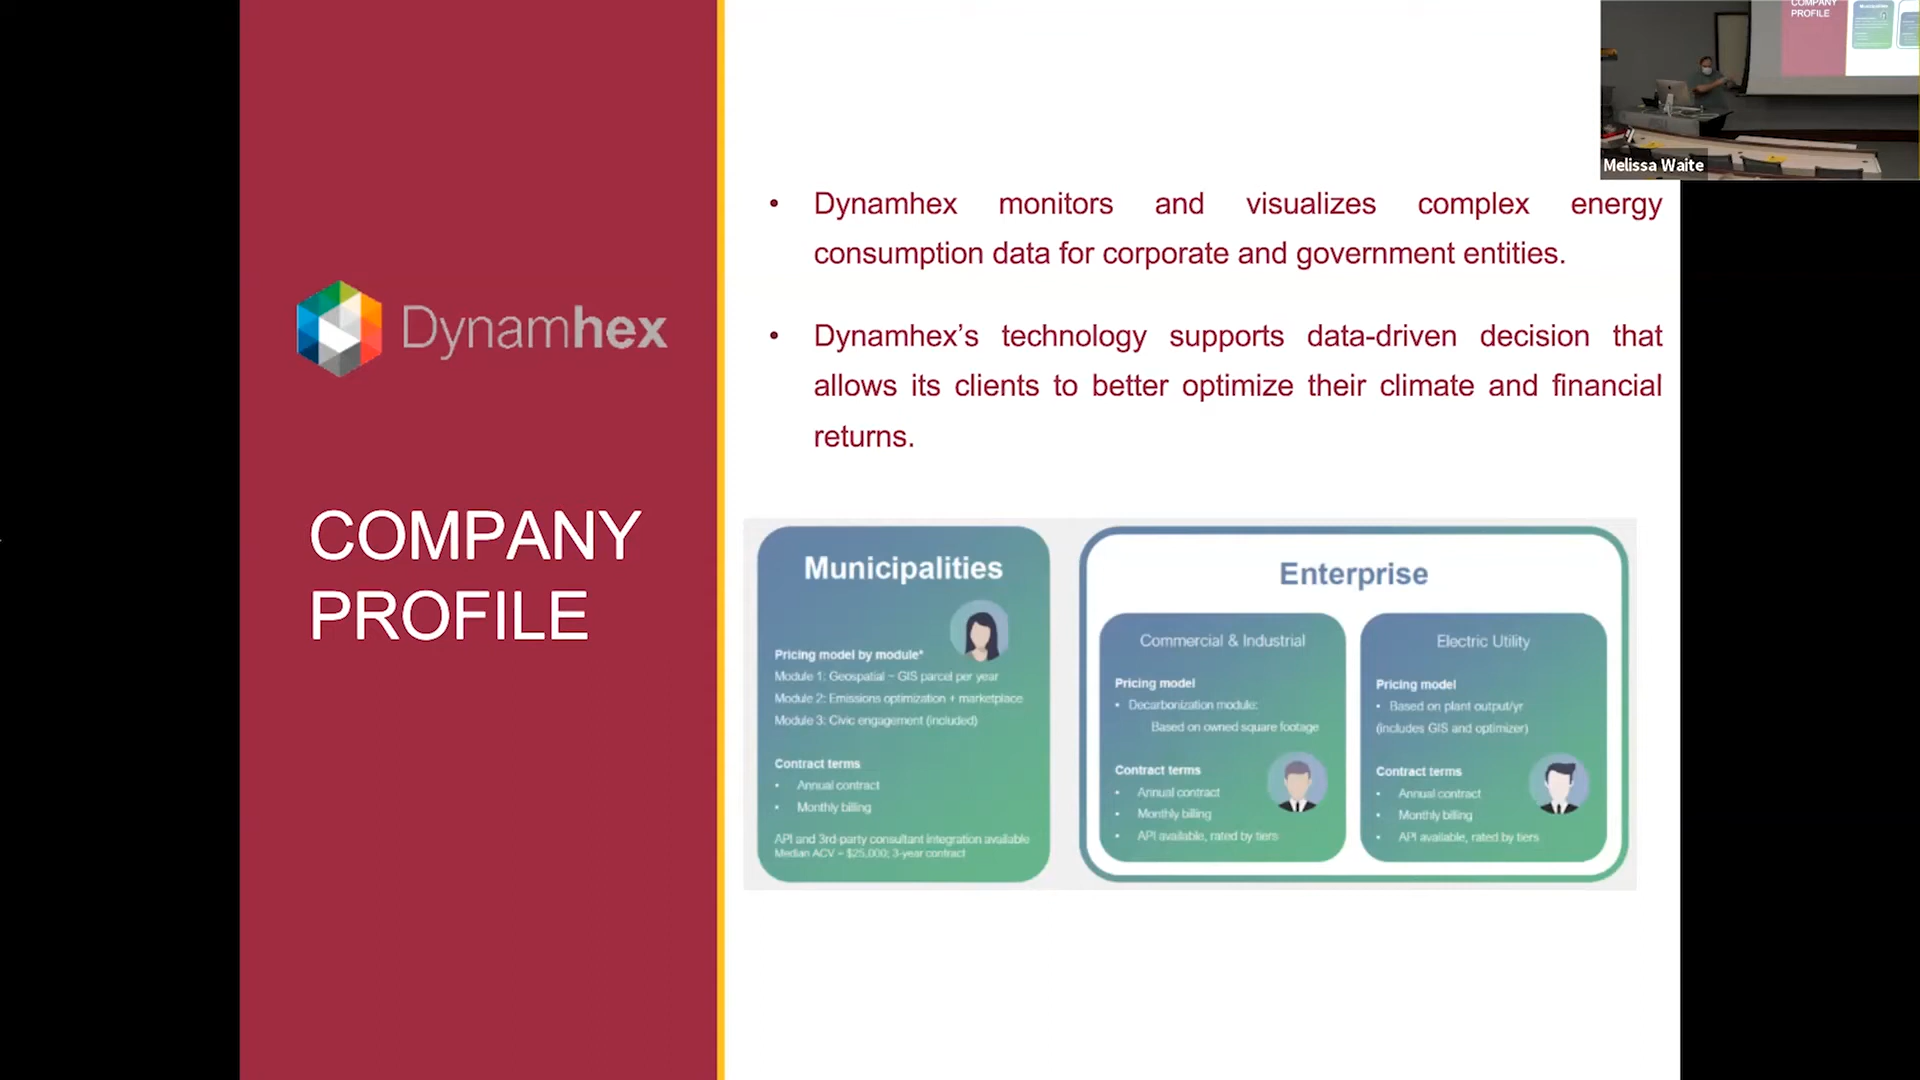 COMPANY
PROFILE
Municipalities
Melissa Waite
Dynamhex
COMPANY
PROFILE
• Dynamhex monitors and visualizes complex energy
consumption data for corporate and government entities.
• Dynamhex’s technology supports data-driven decision that
allows its clients to better optimize their climate and financial
returns.
Municipalities
Pricing model by module*
Module 1: Geospatial ~ GIS parcel per year
Module 2: Emissions optimization + marketplace
Module 3: Civic engagement (included)
Contract terms
• Annual contract
• Monthly billing
API and 3rd-party consultant integration available
Median ACV ~ $25,000; 3-year contract
Enterprise
Commercial & Industrial
Pricing model
• Decarbonization module:
Based on owned square footage
Contract terms
• Annual contract
• Monthly billing
• API available, rated by tiers
Electric Utility
Pricing model
• Based on plant output/yr
(includes GIS and optimizer)
Contract terms
• Annual contract
• Monthly billing
• API available, rated by tiers